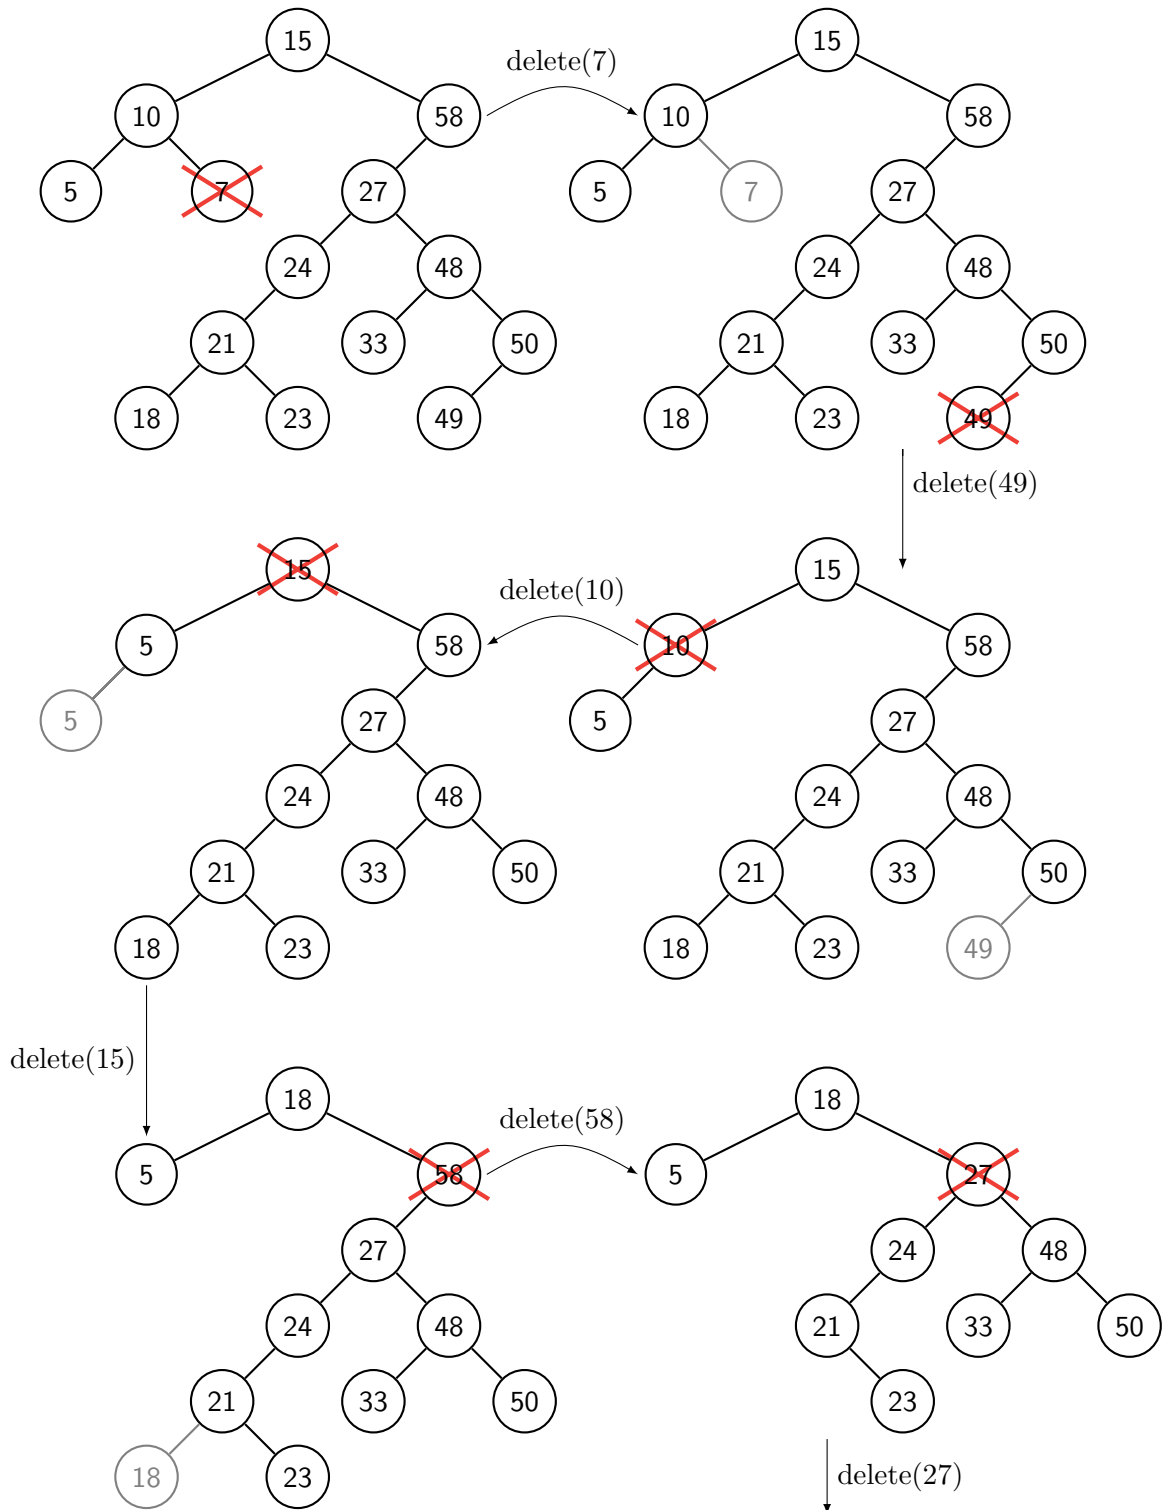 15 15
delete(7)
10 58 10 58
5 7 27 5 7 27
24 48 24 48
21 33 50 21 33 50
18 23 49 18 23 49
delete(49)
15 15
delete(10)
5 58 10 58
5 27 5 27
24 48 24 48
21 33 50 21 33 50
18 23 18 23 49
delete(15)
18 18
delete(58)
5 58 5 27
27 24 48
24 48 21 33 50
21 33 50 23
18 23
delete(27)